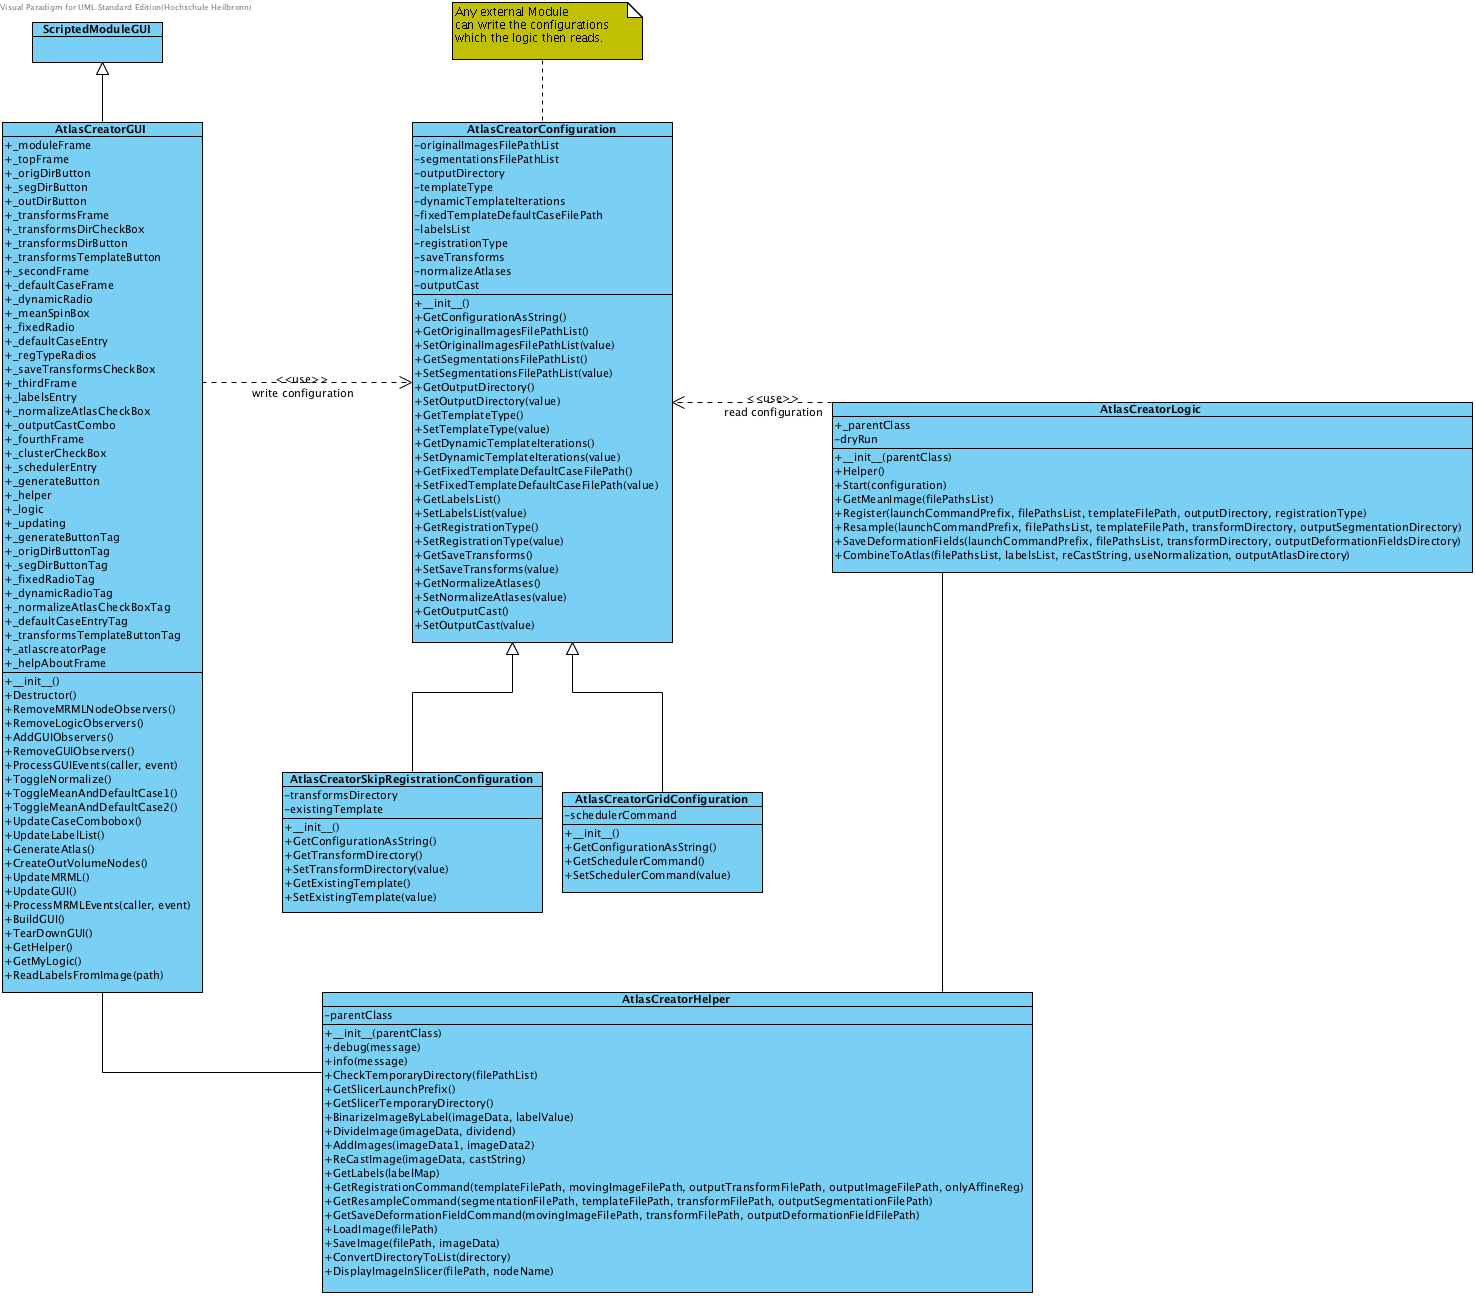 Visual Paradigm for UML Standard Edition(Hochschule Heilbronn)
ScriptedModuleGUI
Any external Module
can write the configurations
which the logic then reads.
AtlasCreatorGUI
+_moduleFrame
+_topFrame
+_origDirButton
+_segDirButton
+_outDirButton
+_transformsFrame
+_transformsDirCheckBox
+_transformsDirButton
+_transformsTemplateButton
+_secondFrame
+_defaultCaseFrame
+_dynamicRadio
+_meanSpinBox
+_fixedRadio
+_defaultCaseEntry
+_regTypeRadios
+_saveTransformsCheckBox
+_thirdFrame
+_labelsEntry
+_normalizeAtlasCheckBox
+_outputCastCombo
+_fourthFrame
+_clusterCheckBox
+_schedulerEntry
+_generateButton
+_helper
+_logic
+_updating
+_generateButtonTag
+_origDirButtonTag
+_segDirButtonTag
+_fixedRadioTag
+_dynamicRadioTag
+_normalizeAtlasCheckBoxTag
+_defaultCaseEntryTag
+_transformsTemplateButtonTag
+_atlascreatorPage
+_helpAboutFrame
+__init__()
+Destructor()
+RemoveMRMLNodeObservers()
+RemoveLogicObservers()
+AddGUIObservers()
+RemoveGUIObservers()
+ProcessGUIEvents(caller, event)
+ToggleNormalize()
+ToggleMeanAndDefaultCase1()
+ToggleMeanAndDefaultCase2()
+UpdateCaseCombobox()
+UpdateLabelList()
+GenerateAtlas()
+CreateOutVolumeNodes()
+UpdateMRML()
+UpdateGUI()
+ProcessMRMLEvents(caller, event)
+BuildGUI()
+TearDownGUI()
+GetHelper()
+GetMyLogic()
+ReadLabelsFromImage(path)
<<use>>
write configuration
AtlasCreatorConfiguration
-originalImagesFilePathList
-segmentationsFilePathList
-outputDirectory
-templateType
-dynamicTemplateIterations
-fixedTemplateDefaultCaseFilePath
-labelsList
-registrationType
-saveTransforms
-normalizeAtlases
-outputCast
+__init__()
+GetConfigurationAsString()
+GetOriginalImagesFilePathList()
+SetOriginalImagesFilePathList(value)
+GetSegmentationsFilePathList()
+SetSegmentationsFilePathList(value)
+GetOutputDirectory()
+SetOutputDirectory(value)
+GetTemplateType()
+SetTemplateType(value)
+GetDynamicTemplateIterations()
+SetDynamicTemplateIterations(value)
+GetFixedTemplateDefaultCaseFilePath()
+SetFixedTemplateDefaultCaseFilePath(value)
+GetLabelsList()
+SetLabelsList(value)
+GetRegistrationType()
+SetRegistrationType(value)
+GetSaveTransforms()
+SetSaveTransforms(value)
+GetNormalizeAtlases()
+SetNormalizeAtlases(value)
+GetOutputCast()
+SetOutputCast(value)
<<use>>
read configuration
AtlasCreatorLogic
+_parentClass
-dryRun
+__init__(parentClass)
+Helper()
+Start(configuration)
+GetMeanImage(filePathsList)
+Register(launchCommandPrefix, filePathsList, templateFilePath, outputDirectory, registrationType)
+Resample(launchCommandPrefix, filePathsList, templateFilePath, transformDirectory, outputSegmentationDirectory)
+SaveDeformationFields(launchCommandPrefix, filePathsList, transformDirectory, outputDeformationFieldsDirectory)
+CombineToAtlas(filePathsList, labelsList, reCastString, useNormalization, outputAtlasDirectory)
AtlasCreatorSkipRegistrationConfiguration
-transformsDirectory
-existingTemplate
+__init__()
+GetConfigurationAsString()
+GetTransformDirectory()
+SetTransformDirectory(value)
+GetExistingTemplate()
+SetExistingTemplate(value)
AtlasCreatorGridConfiguration
-schedulerCommand
+__init__()
+GetConfigurationAsString()
+GetSchedulerCommand()
+SetSchedulerCommand(value)
AtlasCreatorHelper
-parentClass
+__init__(parentClass)
+debug(message)
+info(message)
+CheckTemporaryDirectory(filePathList)
+GetSlicerLaunchPrefix()
+GetSlicerTemporaryDirectory()
+BinarizeImageByLabel(imageData, labelValue)
+DivideImage(imageData, dividend)
+AddImages(imageData1, imageData2)
+ReCastImage(imageData, castString)
+GetLabels(labelMap)
+GetRegistrationCommand(templateFilePath, movingImageFilePath, outputTransformFilePath, outputImageFilePath, onlyAffineReg)
+GetResampleCommand(segmentationFilePath, templateFilePath, transformFilePath, outputSegmentationFilePath)
+GetSaveDeformationFieldCommand(movingImageFilePath, transformFilePath, outputDeformationFieldFilePath)
+LoadImage(filePath)
+SaveImage(filePath, imageData)
+ConvertDirectoryToList(directory)
+DisplayImageInSlicer(filePath, nodeName)